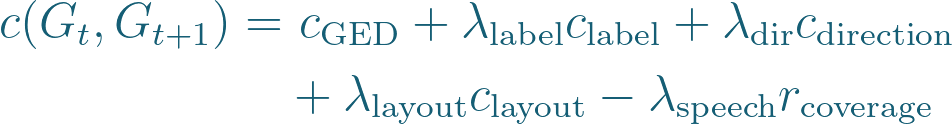 c(G_t, G_{t+1}) = c_GED + λ_label c_label + λ_dir c_direction
+ λ_layout c_layout − λ_speech r_coverage